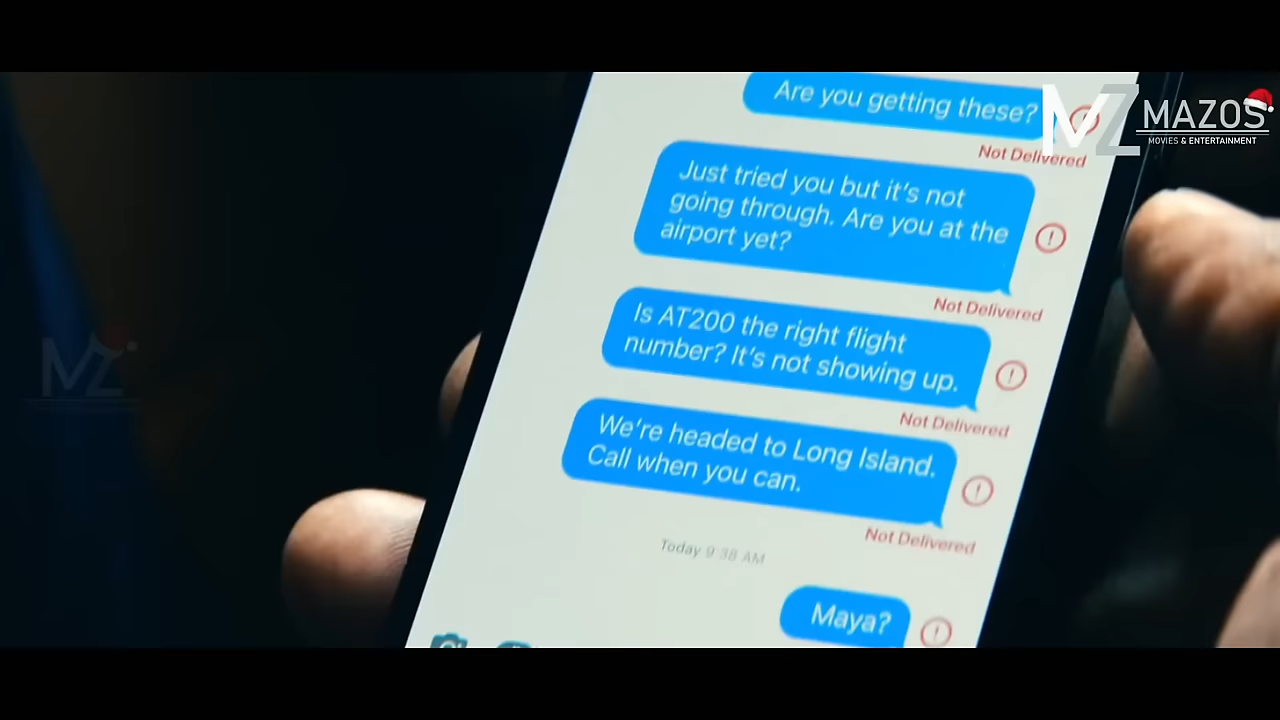 Are you getting these?
Not Delivered
Just tried you but it's not
going through. Are you at the
airport yet?
Not Delivered
Is AT200 the right flight
number? It's not showing up.
Not Delivered
We're headed to Long Island.
Call when you can.
Not Delivered
Today 9:38 AM
Maya?
MZ MAZOS
MOVIES & ENTERTAINMENT
MZ